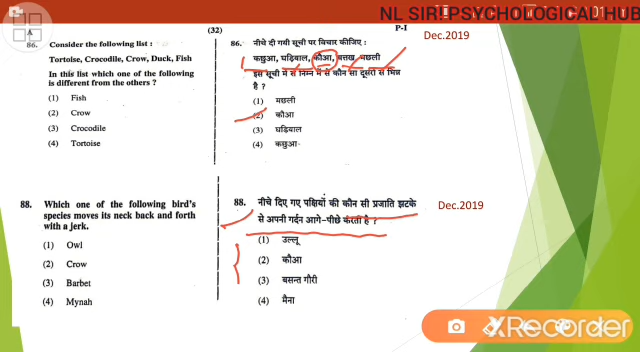 NL SIR!PSYCHOLOGICAL HUB
(32)
P-I
86. Consider the following list :
Tortoise, Crocodile, Crow, Duck, Fish
In this list which one of the following
is different from the others ?
(1) Fish
(2) Crow
(3) Crocodile
(4) Tortoise
86. नीचे दी गयी सूची पर विचार कीजिए :
कछुआ, घड़ियाल, कौआ, बत्तख, मछली
इस सूची में से निम्न में से कौन सा दूसरों से भिन्न
है ?
(1) मछली
(2) कौआ
(3) घड़ियाल
(4) कछुआ
Dec.2019
88. Which one of the following bird's
species moves its neck back and forth
with a jerk.
(1) Owl
(2) Crow
(3) Barbet
(4) Mynah
88. नीचे दिए गए पक्षियों की कौन सी प्रजाति झटके
से अपनी गर्दन आगे-पीछे करती है ?
(1) उल्लू
(2) कौआ
(3) बसन्त गौरी
(4) मैना
Dec.2019
XRecorder